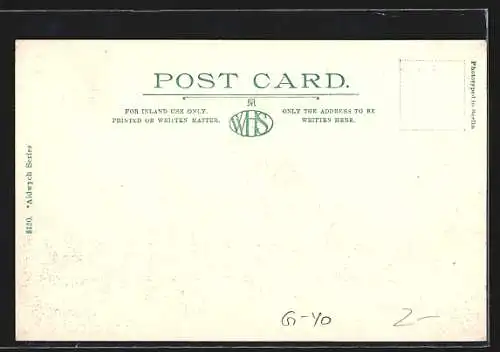 POST CARD.
FOR INLAND USE ONLY.
PRINTED OR WRITTEN MATTER.
WHS
ONLY THE ADDRESS TO BE
WRITTEN HERE.
Phototyped in Berlin
"Aldwych Series
G-40
2-